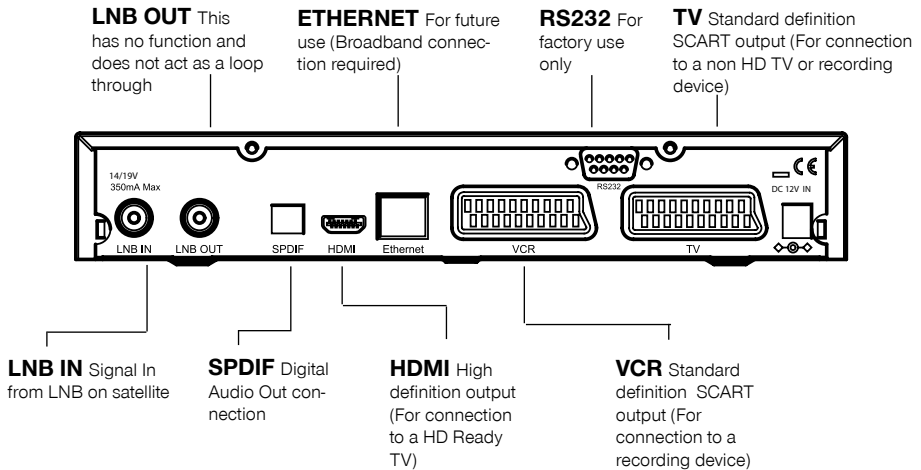 LNB OUT This
has no function and
does not act as a loop
through
ETHERNET For future
use (Broadband connec-
tion required)
RS232 For
factory use
only
TV Standard definition
SCART output (For connection
to a non HD TV or recording
device)
14/19V
350mA Max
LNB IN
LNB OUT
SPDIF
HDMI
Ethernet
VCR
RS232
TV
CE
DC 12V IN
LNB IN Signal In
from LNB on satellite
SPDIF Digital
Audio Out con-
nection
HDMI High
definition output
(For connection
to a HD Ready
TV)
VCR Standard
definition SCART
output (For
connection to a
recording device)